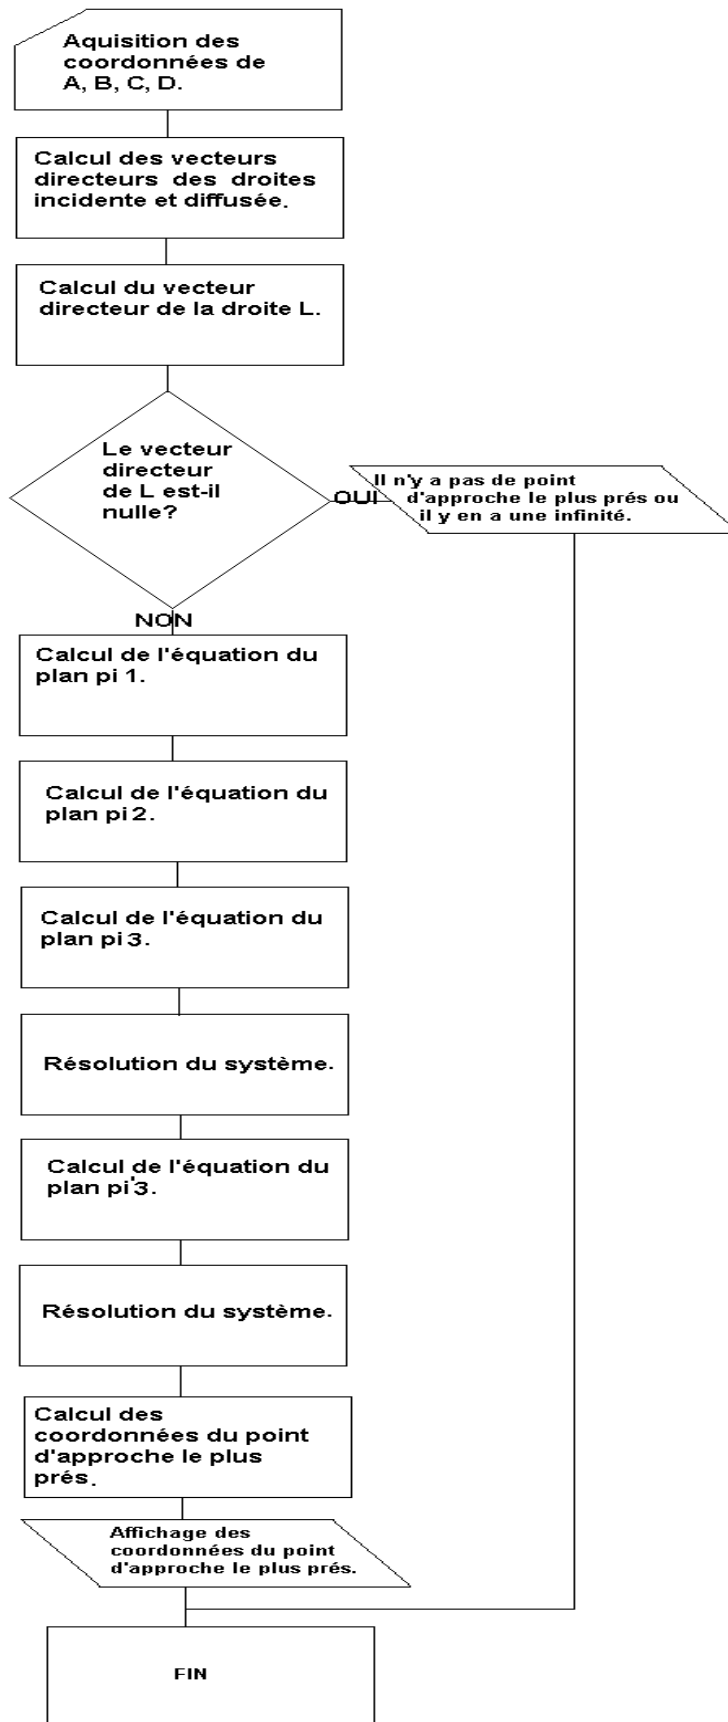 Aquisition des
coordonnées de
A, B, C, D.
Calcul des vecteurs
directeurs des droites
incidente et diffusée.
Calcul du vecteur
directeur de la droite L.
Le vecteur
directeur
de L est-il
nulle?
OUI
Il n'y a pas de point
d'approche le plus prés ou
il y en a une infinité.
NON
Calcul de l'équation du
plan pi 1.
Calcul de l'équation du
plan pi 2.
Calcul de l'équation du
plan pi 3.
Résolution du système.
Calcul de l'équation du
plan pi'3.
Résolution du système.
Calcul des
coordonnées du point
d'approche le plus
prés.
Affichage des
coordonnées du point
d'approche le plus prés.
FIN